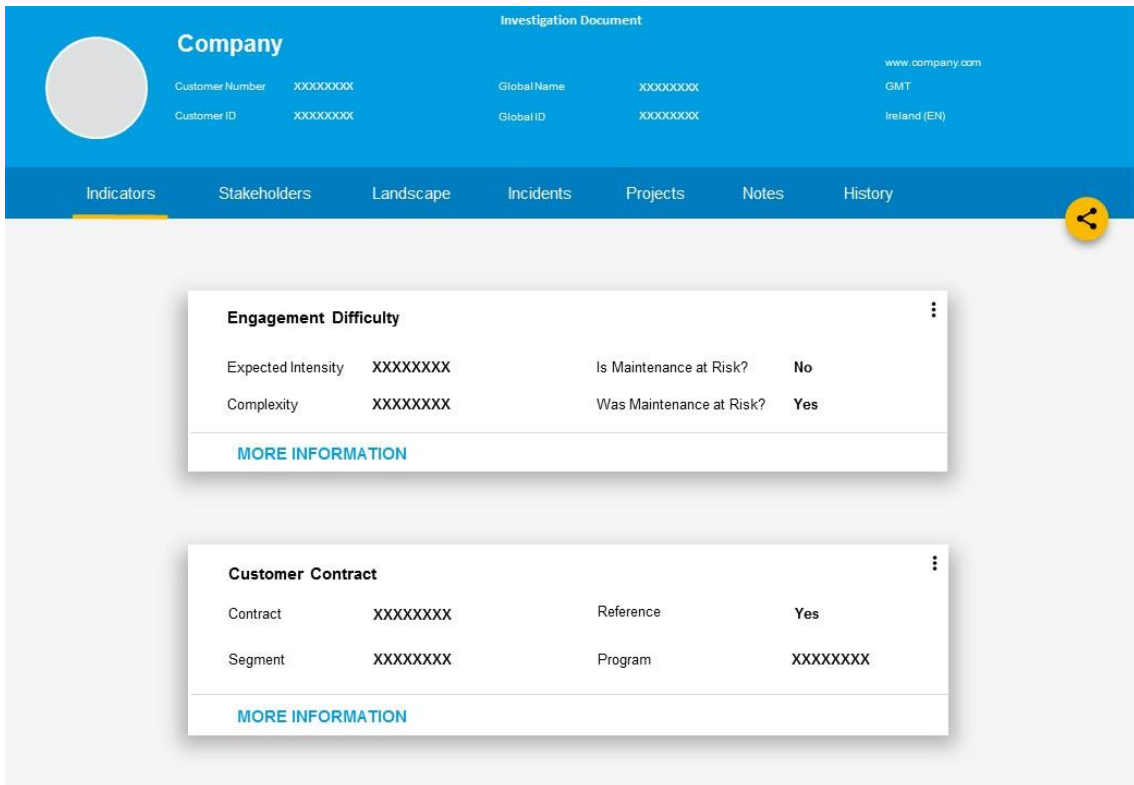 Investigation Document
Company
www.company.com
Customer Number XXXXXXXX Global Name XXXXXXXX GMT
Customer ID XXXXXXXX Global ID XXXXXXXX Ireland (EN)
Indicators Stakeholders Landscape Incidents Projects Notes History
Engagement Difficulty
Expected Intensity XXXXXXXX Is Maintenance at Risk? No
Complexity XXXXXXXX Was Maintenance at Risk? Yes
MORE INFORMATION
Customer Contract
Contract XXXXXXXX Reference Yes
Segment XXXXXXXX Program XXXXXXXX
MORE INFORMATION